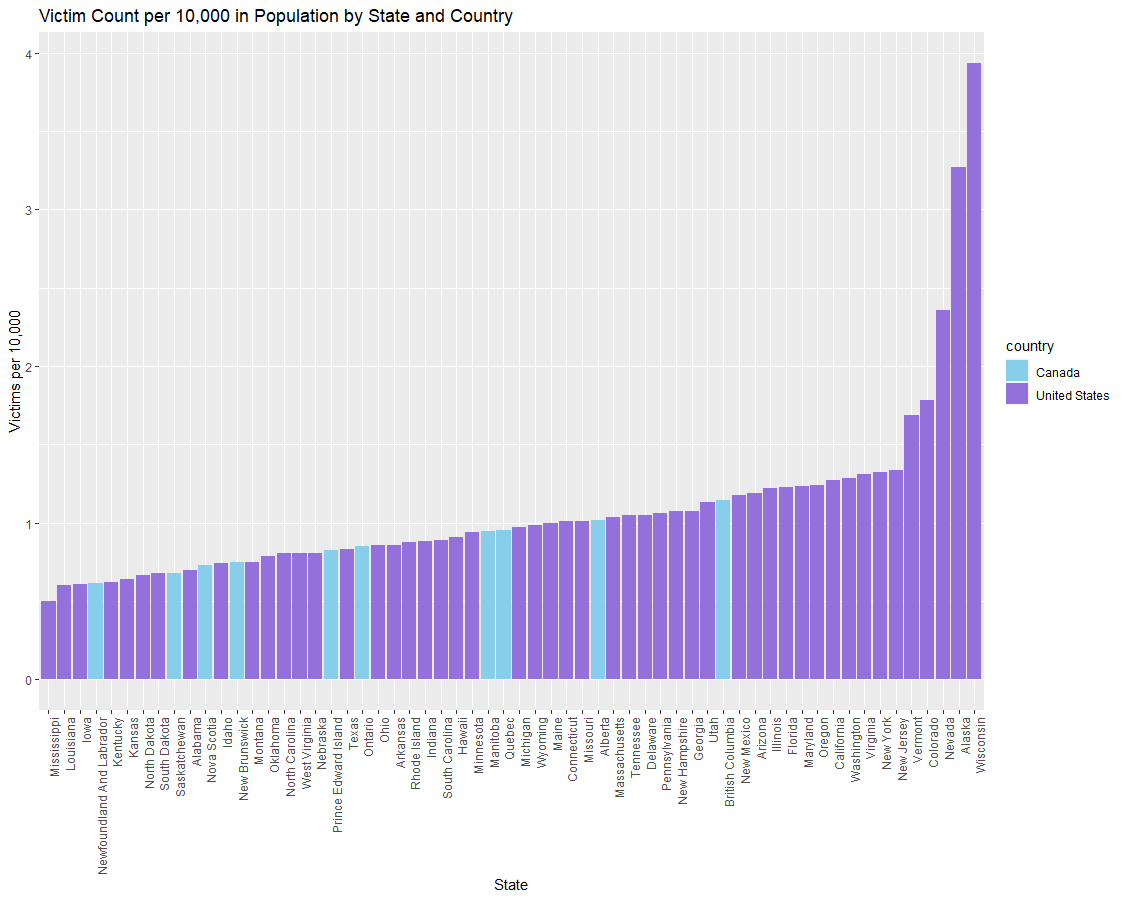 Victim Count per 10,000 in Population by State and Country
4
3
2
1
0
Victims per 10,000
Mississippi
Louisiana
Iowa
Newfoundland And Labrador
Kentucky
Kansas
North Dakota
South Dakota
Saskatchewan
Alabama
Nova Scotia
Idaho
New Brunswick
Montana
Oklahoma
North Carolina
West Virginia
Nebraska
Prince Edward Island
Texas
Ontario
Ohio
Arkansas
Rhode Island
Indiana
South Carolina
Hawaii
Minnesota
Manitoba
Quebec
Michigan
Wyoming
Maine
Connecticut
Missouri
Alberta
Massachusetts
Tennessee
Delaware
Pennsylvania
New Hampshire
Georgia
Utah
British Columbia
New Mexico
Arizona
Illinois
Florida
Maryland
Oregon
California
Washington
Virginia
New York
New Jersey
Vermont
Colorado
Nevada
Alaska
Wisconsin
State
country
Canada
United States